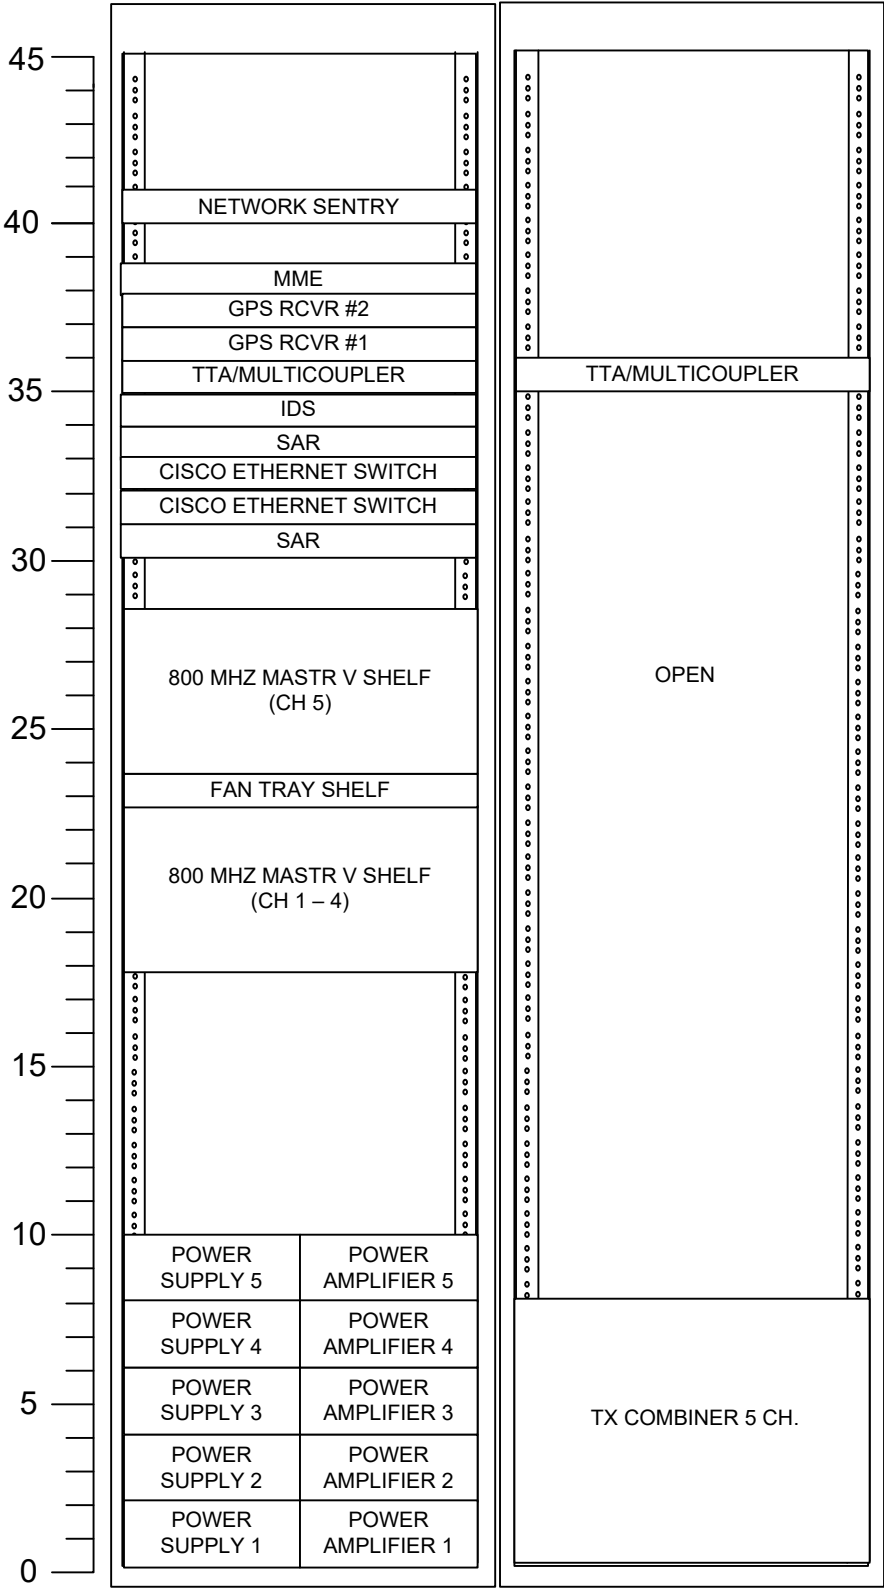 45
40
35
30
25
20
15
10
5
0
NETWORK SENTRY
MME
GPS RCVR #2
GPS RCVR #1
TTA/MULTICOUPLER
IDS
SAR
CISCO ETHERNET SWITCH
CISCO ETHERNET SWITCH
SAR
800 MHZ MASTR V SHELF
(CH 5)
FAN TRAY SHELF
800 MHZ MASTR V SHELF
(CH 1 – 4)
POWER
SUPPLY 5
POWER
AMPLIFIER 5
POWER
SUPPLY 4
POWER
AMPLIFIER 4
POWER
SUPPLY 3
POWER
AMPLIFIER 3
POWER
SUPPLY 2
POWER
AMPLIFIER 2
POWER
SUPPLY 1
POWER
AMPLIFIER 1
TTA/MULTICOUPLER
OPEN
TX COMBINER 5 CH.